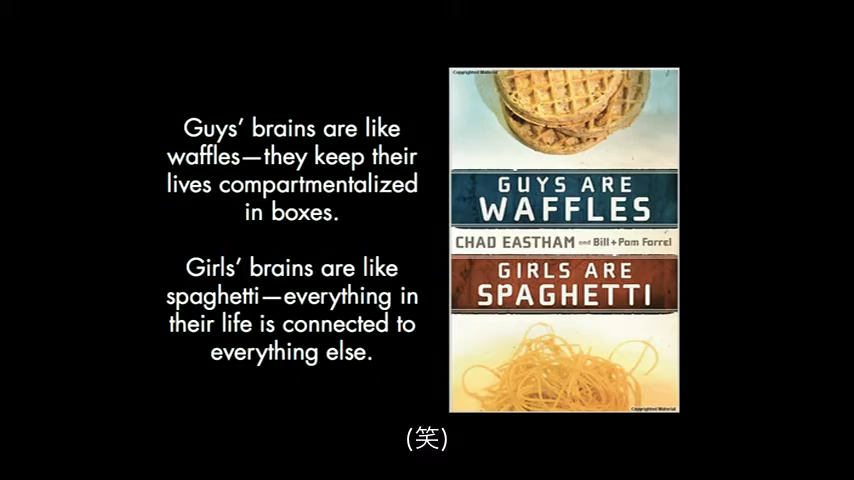 Guys' brains are like
waffles—they keep their
lives compartmentalized
in boxes.
Girls' brains are like
spaghetti—everything in
their life is connected to
everything else.
Copyrighted Material
GUYS ARE
WAFFLES
CHAD EASTHAM and Bill + Pam Farrel
GIRLS ARE
SPAGHETTI
Copyrighted Material
(笑)